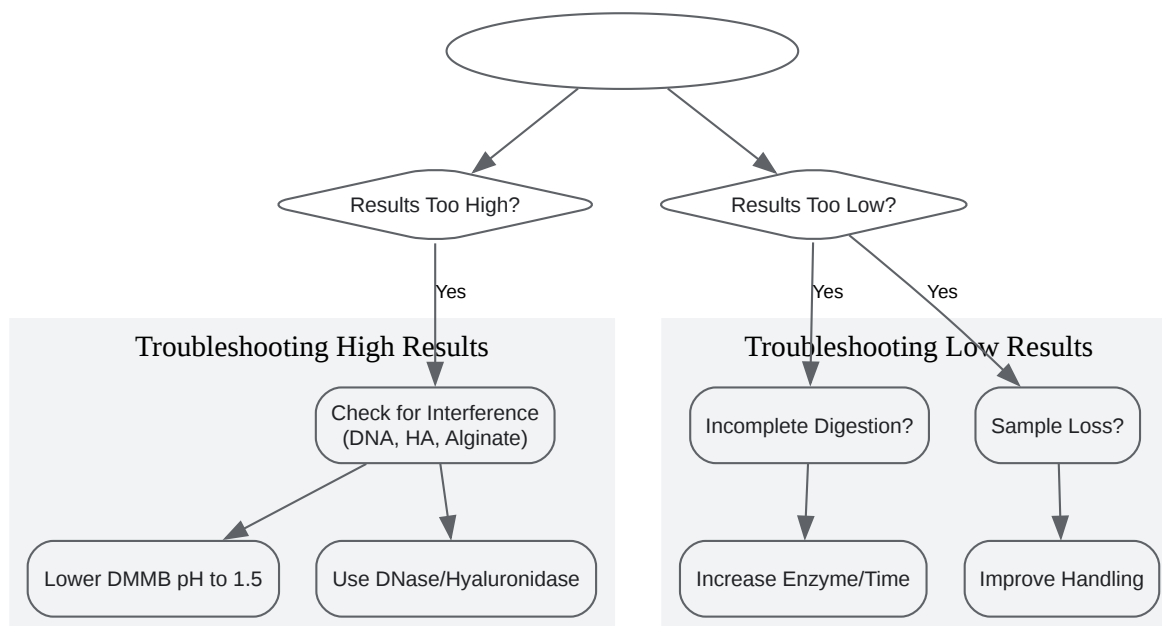 Results Too High?
Results Too Low?
Yes
Yes
Yes
Troubleshooting High Results
Troubleshooting Low Results
Check for Interference
(DNA, HA, Alginate)
Incomplete Digestion?
Sample Loss?
Lower DMMB pH to 1.5
Use DNase/Hyaluronidase
Increase Enzyme/Time
Improve Handling